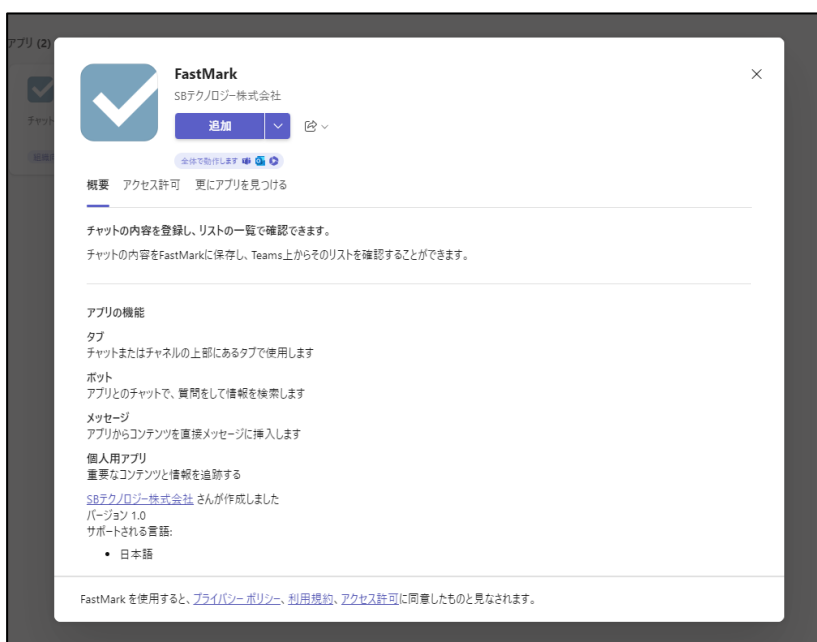 アプリ (2)
FastMark
SBテクノロジー株式会社
チャット
追加
全体で動作します
概要 アクセス許可 更にアプリを見つける
チャットの内容を登録し、リストの一覧で確認できます。
チャットの内容をFastMarkに保存し、Teams上からそのリストを確認することができます。
アプリの機能
タブ
チャットまたはチャネルの上部にあるタブで使用します
ボット
アプリとのチャットで、質問をして情報を検索します
メッセージ
アプリからコンテンツを直接メッセージに挿入します
個人用アプリ
重要なコンテンツと情報を追跡する
SBテクノロジー株式会社 さんが作成しました
バージョン 1.0
サポートされる言語:
• 日本語
FastMark を使用すると、プライバシー ポリシー、利用規約、アクセス許可に同意したものと見なされます。